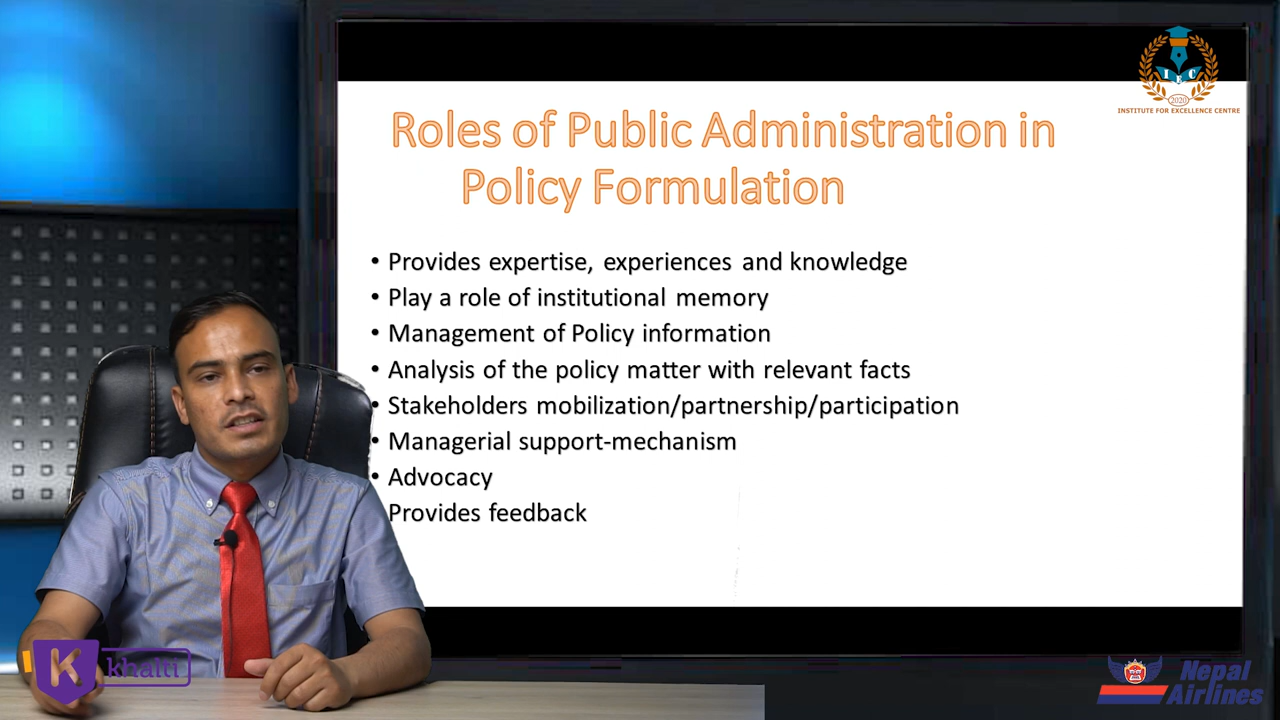 IEC
2020
INSTITUTE FOR EXCELLENCE CENTRE
Roles of Public Administration in
Policy Formulation
• Provides expertise, experiences and knowledge
• Play a role of institutional memory
• Management of Policy information
• Analysis of the policy matter with relevant facts
• Stakeholders mobilization/partnership/participation
• Managerial support-mechanism
• Advocacy
Provides feedback
K khalti
Nepal
Airlines